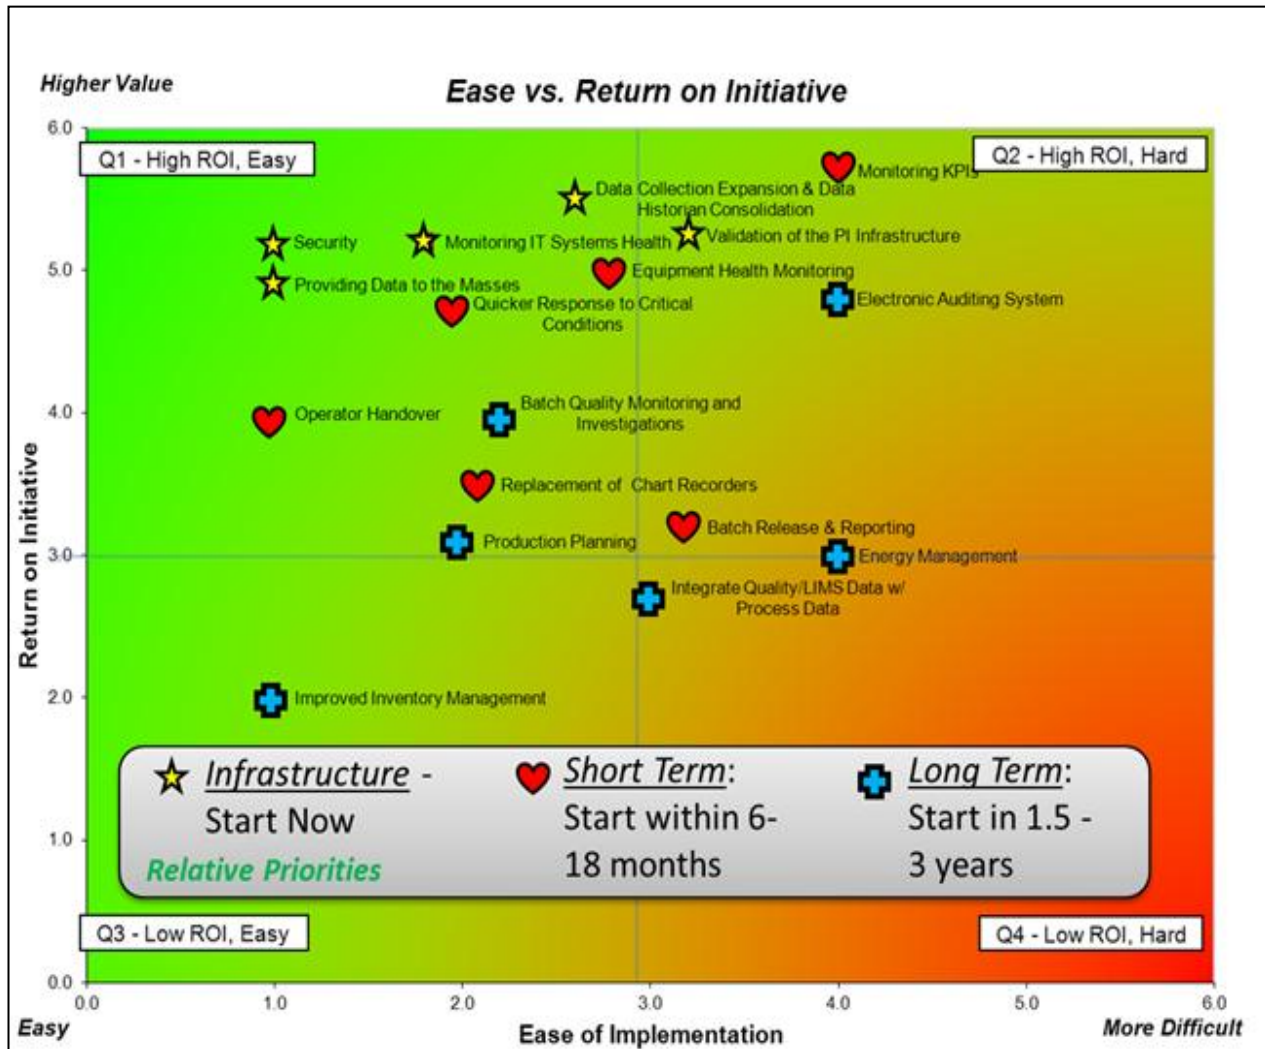 Higher Value
Ease vs. Return on Initiative
6.0
Q1 - High ROI, Easy
Q2 - High ROI, Hard
Monitoring KPIs
Data Collection Expansion & Data
Historian Consolidation
Security
Monitoring IT Systems Health
Validation of the PI Infrastructure
5.0
Equipment Health Monitoring
Providing Data to the Masses
Quicker Response to Critical
Conditions
Electronic Auditing System
4.0
Operator Handover
Batch Quality Monitoring and
Investigations
Replacement of Chart Recorders
Batch Release & Reporting
Production Planning
3.0
Energy Management
Integrate Quality/LIMS Data w/
Process Data
Return on Initiative
2.0
Improved Inventory Management
Infrastructure -
Start Now
Relative Priorities
Short Term:
Start within 6-
18 months
Long Term:
Start in 1.5 -
3 years
1.0
Q3 - Low ROI, Easy
Q4 - Low ROI, Hard
0.0
0.0 1.0 2.0 3.0 4.0 5.0 6.0
Easy
Ease of Implementation
More Difficult